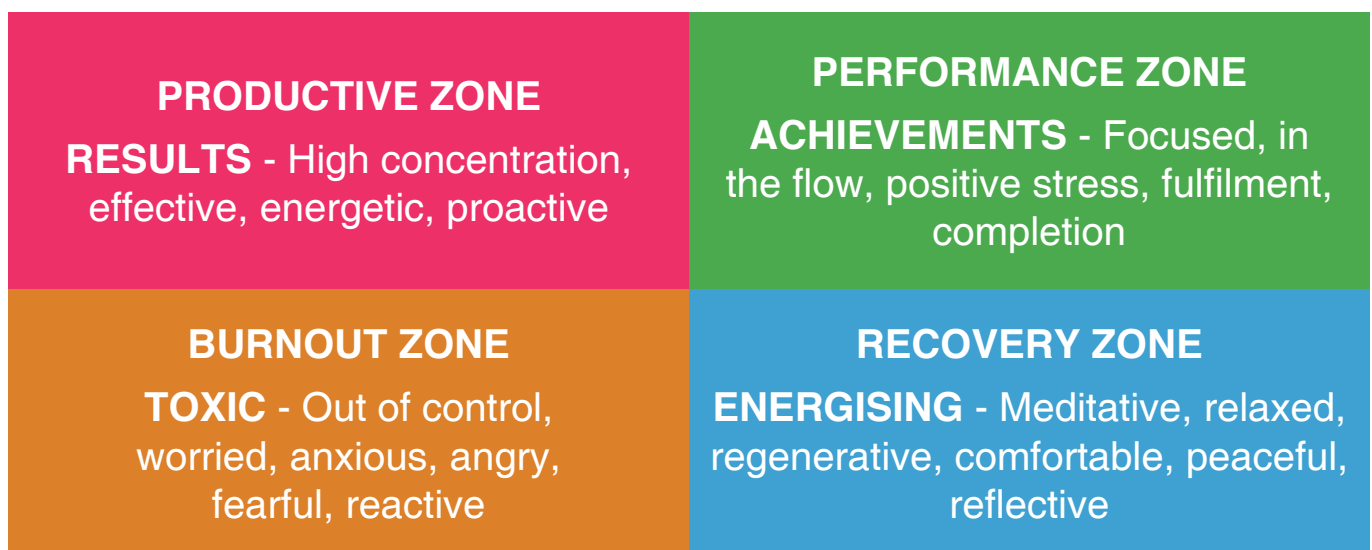 PRODUCTIVE ZONE
RESULTS - High concentration,
effective, energetic, proactive
PERFORMANCE ZONE
ACHIEVEMENTS - Focused, in
the flow, positive stress, fulfilment,
completion
BURNOUT ZONE
TOXIC - Out of control,
worried, anxious, angry,
fearful, reactive
RECOVERY ZONE
ENERGISING - Meditative, relaxed,
regenerative, comfortable, peaceful,
reflective